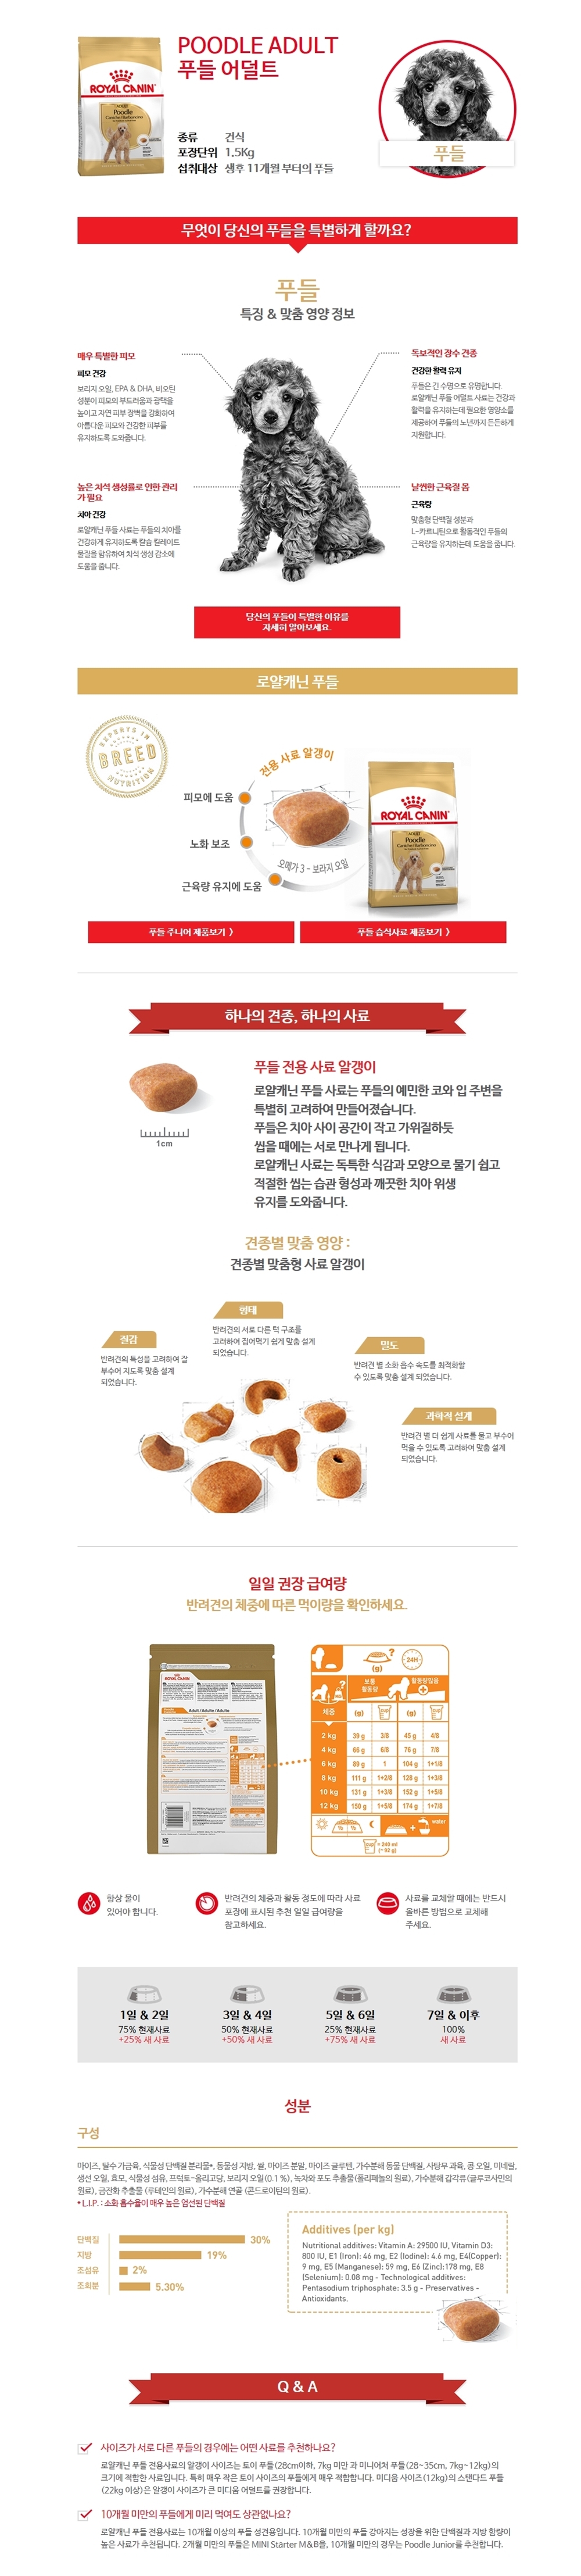 POODLE ADULT
푸들 어덜트
ROYAL CANIN
Poodle
종류 건식
포장단위 1.5Kg
섭취대상 생후 11개월 부터의 푸들
푸들
무엇이 당신의 푸들을 특별하게 할까요?
푸들
특징 & 맞춤 영양 정보
매우 특별한 피모
피모 건강
보리지 오일, EPA & DHA, 비오틴
성분이 피모의 부드러움과 광택을
높이고 자연 피부 장벽을 강화하여
아름다운 피모와 건강한 피부를
유지하도록 도와줍니다.
독보적인 장수 견종
건강한 활력 유지
푸들은 긴 수명으로 유명합니다.
로얄캐닌 푸들 어덜트 사료는 건강과
활력을 유지하는데 필요한 영양소를
제공하여 푸들의 노년까지 든든하게
지원합니다.
높은 치석 생성률로 인한 관리
가 필요
치아 건강
로얄캐닌 푸들 사료는 푸들의 치아를
건강하게 유지하도록 칼슘 킬레이트
물질을 함유하여 치석 생성 감소에
도움을 줍니다.
날씬한 근육질 몸
근육량
맞춤형 단백질 성분과
L-카르니틴으로 활동적인 푸들의
근육량을 유지하는데 도움을 줍니다.
당신의 푸들이 특별한 이유를
자세히 알아보세요.
로얄캐닌 푸들
EXPERTS IN
BREED
NUTRITION
전용 사료 알갱이
피모에 도움
노화 보조
오메가 3 - 보라지 오일
근육량 유지에 도움
ROYAL CANIN
Poodle
푸들 주니어 제품보기 〉
푸들 습식사료 제품보기 〉
하나의 견종, 하나의 사료
푸들 전용 사료 알갱이
로얄캐닌 푸들 사료는 푸들의 예민한 코와 입 주변을
특별히 고려하여 만들어졌습니다.
푸들은 치아 사이 공간이 작고 가위질하듯
씹을 때에는 서로 만나게 됩니다.
로얄캐닌 사료는 독특한 식감과 모양으로 물기 쉽고
적절한 씹는 습관 형성과 깨끗한 치아 위생
유지를 도와줍니다.
1cm
견종별 맞춤 영양 :
견종별 맞춤형 사료 알갱이
형태
반려견의 서로 다른 턱 구조를
고려하여 집어먹기 쉽게 맞춤 설계
되었습니다.
질감
반려견의 특성을 고려하여 잘
부수어 지도록 맞춤 설계
되었습니다.
밀도
반려견 별 소화 흡수 속도를 최적화할
수 있도록 맞춤 설계 되었습니다.
과학적 설계
반려견 별 더 쉽게 사료를 물고 부수어
먹을 수 있도록 고려하여 맞춤 설계
되었습니다.
일일 권장 급여량
반려견의 체중에 따른 먹이량을 확인하세요.
ROYAL CANIN
Adult / Adulte / Adulto
(g) ? 24H
보통 활동량 활동량많음
체중 (g) (g)
2 kg 39 g 3/8 45 g 4/8
4 kg 66 g 6/8 76 g 7/8
6 kg 89 g 1 104 g 1+1/8
8 kg 111 g 1+2/8 128 g 1+3/8
10 kg 131 g 1+3/8 152 g 1+5/8
12 kg 150 g 1+5/8 174 g 1+7/8
% % + water
= 240 ml
항상 물이
있어야 합니다.
반려견의 체중과 활동 정도에 따라 사료
포장에 표시된 추천 일일 급여량을
참고하세요.
사료를 교체할 때에는 반드시
올바른 방법으로 교체해
주세요.
1일 & 2일
75% 현재사료
+25% 새 사료
3일 & 4일
50% 현재사료
+50% 새 사료
5일 & 6일
25% 현재사료
+75% 새 사료
7일 & 이후
100%
새 사료
성분
구성
마이즈, 탈수 가금육, 식물성 단백질 분리물*, 동물성 지방, 쌀, 마이즈 분말, 마이즈 글루텐, 가수분해 동물 단백질, 사탕무 과육, 콩 오일, 미네랄,
생선 오일, 효모, 식물성 섬유, 프락토-올리고당, 보리지 오일(0.1 %), 녹차와 포도 추출물(폴리페놀의 원료), 가수분해 갑각류(글루코사민의
원료), 금잔화 추출물 (루테인의 원료), 가수분해 연골 (콘드로이틴의 원료).
* L.I.P. : 소화 흡수율이 매우 높은 엄선된 단백질
단백질 30%
지방 19%
조섬유 2%
조회분 5.30%
Additives (per kg)
Nutritional additives: Vitamin A: 29500 IU, Vitamin D3:
800 IU, E1 (Iron): 46 mg, E2 (Iodine): 4.6 mg, E4(Copper):
9 mg, E5 (Manganese): 59 mg, E6 (Zinc):178 mg, E8
(Selenium): 0.08 mg - Technological additives:
Pentasodium triphosphate: 3.5 g - Preservatives -
Antioxidants.
Q & A
사이즈가 서로 다른 푸들의 경우에는 어떤 사료를 추천하나요?
로얄캐닌 푸들 전용사료의 알갱이 사이즈는 토이 푸들(28cm이하, 7kg 미만 과 미니어처 푸들(28~35cm, 7kg~12kg)의
크기에 적합한 사료입니다. 특히 매우 작은 토이 사이즈의 푸들에게 매우 적합합니다. 미디움 사이즈(12kg)의 스탠다드 푸들
(22kg 이상)은 알갱이 사이즈가 큰 미디움 어덜트를 권장합니다.
10개월 미만의 푸들에게 미리 먹여도 상관없나요?
로얄캐닌 푸들 전용사료는 10개월 이상의 푸들 성견용입니다. 10개월 미만의 푸들 강아지는 성장을 위한 단백질과 지방 함량이
높은 사료가 추천됩니다. 2개월 미만의 푸들은 MINI Starter M&B을, 10개월 미만의 경우는 Poodle Junior를 추천합니다.